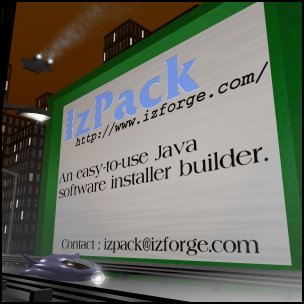 IzPack
http://www.izforge.com/
An easy-to-use Java
software installer builder.
Contact : izpack@izforge.com